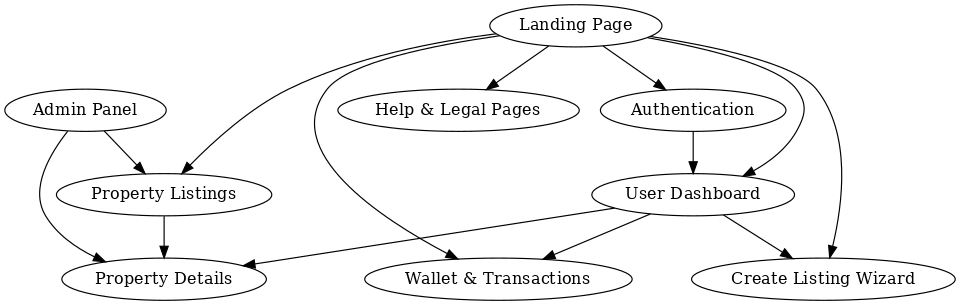 Landing Page
Admin Panel
Help & Legal Pages
Authentication
Property Listings
User Dashboard
Property Details
Wallet & Transactions
Create Listing Wizard